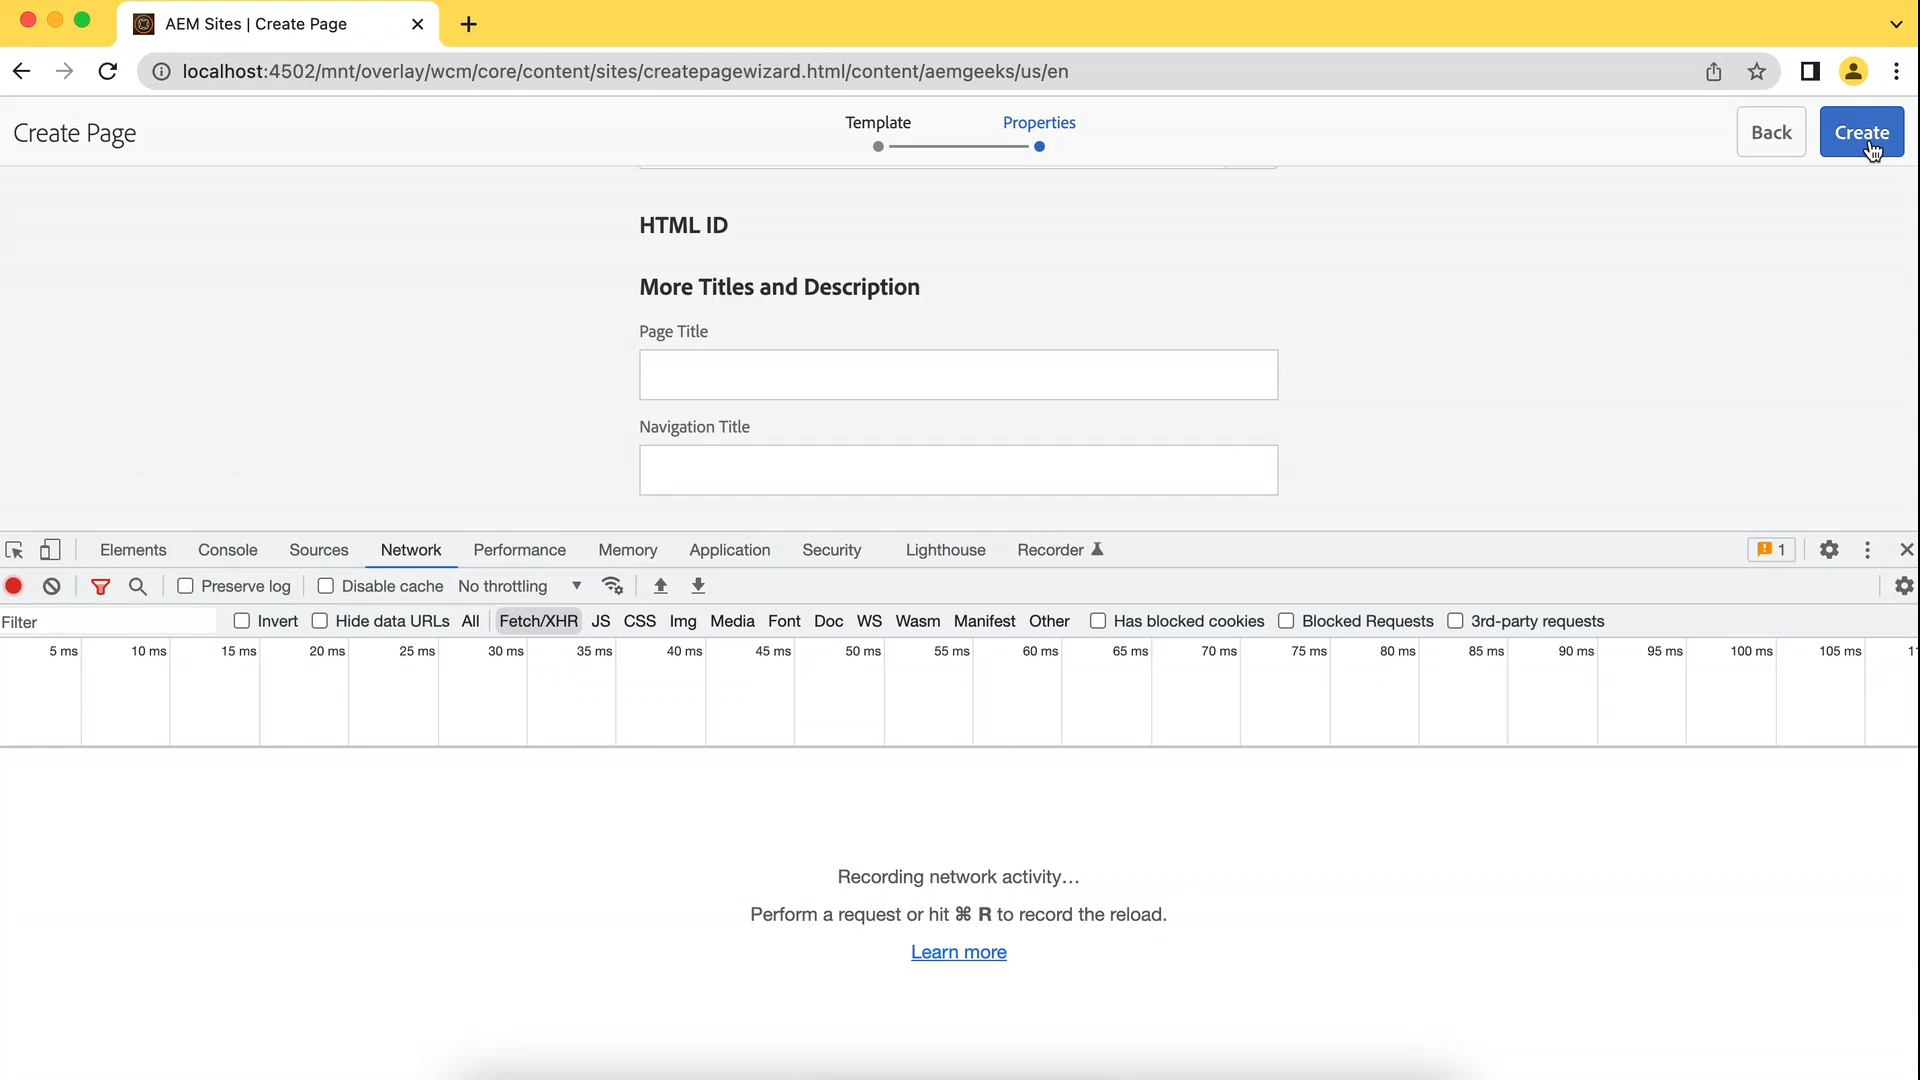 AEM Sites | Create Page
localhost:4502/mnt/overlay/wcm/core/content/sites/createpagewizard.html/content/aemgeeks/us/en
Create Page
Template
Properties
Back
Create
HTML ID
More Titles and Description
Page Title
Navigation Title
Elements Console Sources Network Performance Memory Application Security Lighthouse Recorder 1
Preserve log Disable cache No throttling
Filter Invert Hide data URLs All Fetch/XHR JS CSS Img Media Font Doc WS Wasm Manifest Other Has blocked cookies Blocked Requests 3rd-party requests
5 ms 10 ms 15 ms 20 ms 25 ms 30 ms 35 ms 40 ms 45 ms 50 ms 55 ms 60 ms 65 ms 70 ms 75 ms 80 ms 85 ms 90 ms 95 ms 100 ms 105 ms
Recording network activity…
Perform a request or hit ⌘ R to record the reload.
Learn more